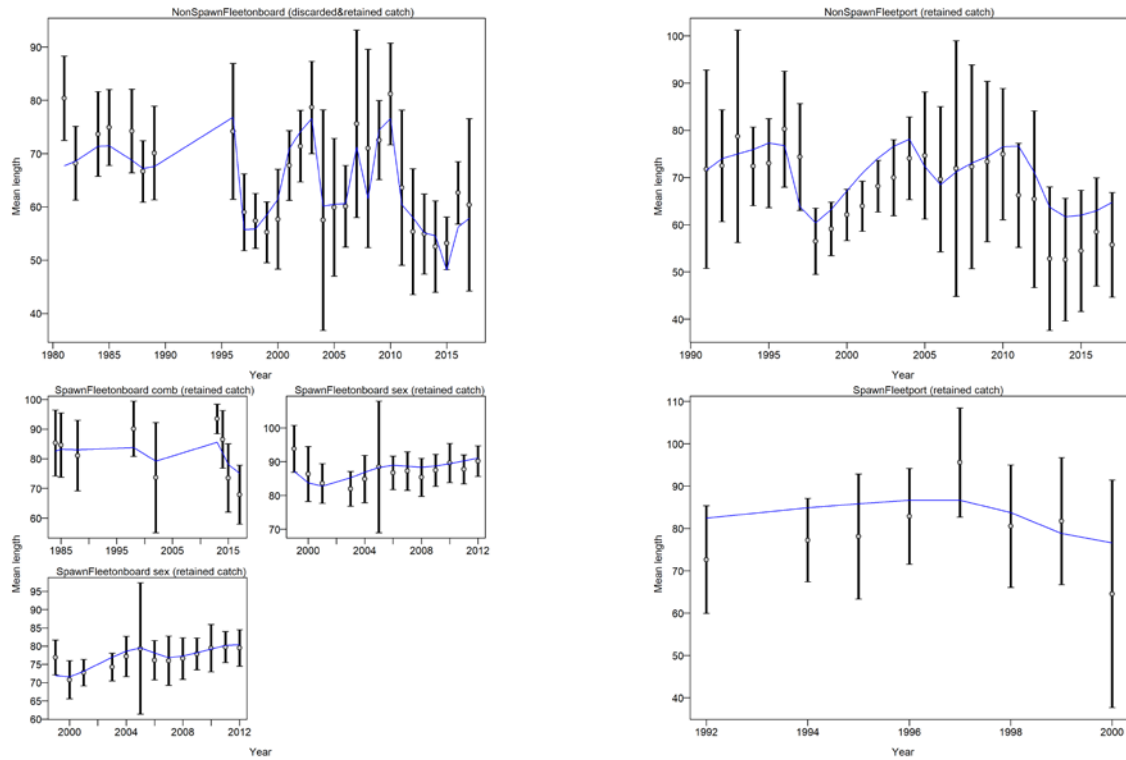 NonSpawnFleetonboard (discarded&retained catch)
Mean length
90
80
70
60
50
40
1980 1985 1990 1995 2000 2005 2010 2015
Year
NonSpawnFleetport (retained catch)
Mean length
100
90
80
70
60
50
40
1990 1995 2000 2005 2010 2015
Year
SpawnFleetonboard comb (retained catch)
Mean length
100
90
80
70
60
1985 1995 2005 2015
SpawnFleetonboard sex (retained catch)
100
90
80
70
2000 2004 2008 2012
SpawnFleetonboard sex (retained catch)
Mean length
95
90
85
80
75
70
65
60
2000 2004 2008 2012
Year
SpawnFleetport (retained catch)
Mean length
110
100
90
80
70
60
50
40
1992 1994 1996 1998 2000
Year